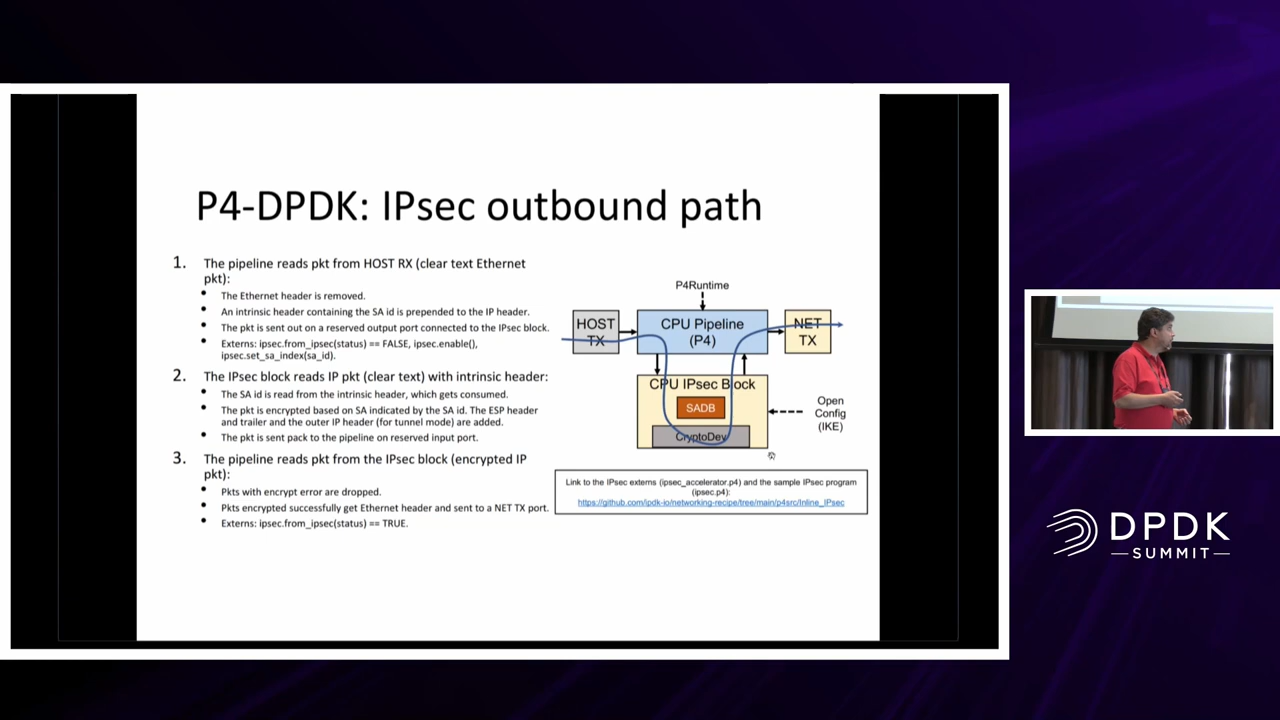 P4-DPDK: IPsec outbound path
1. The pipeline reads pkt from HOST RX (clear text Ethernet
pkt):
• The Ethernet header is removed.
• An intrinsic header containing the SA id is prepended to the IP header.
• The pkt is sent out on a reserved output port connected to the IPsec block.
• Externs: ipsec.from_ipsec(status) == FALSE, ipsec.enable(),
ipsec.set_sa_index(sa_id).
2. The IPsec block reads IP pkt (clear text) with intrinsic header:
• The SA id is read from the intrinsic header, which gets consumed.
• The pkt is encrypted based on SA indicated by the SA id. The ESP header
and trailer and the outer IP header (for tunnel mode) are added.
• The pkt is sent pack to the pipeline on reserved input port.
3. The pipeline reads pkt from the IPsec block (encrypted IP
pkt):
• Pkts with encrypt error are dropped.
• Pkts encrypted successfully get Ethernet header and sent to a NET TX port.
• Externs: ipsec.from_ipsec(status) == TRUE.
P4Runtime
HOST
TX
CPU Pipeline
(P4)
NET
TX
CPU IPsec Block
SADB
CryptoDev
Open
Config
(IKE)
Link to the IPsec externs (ipsec_accelerator.p4) and the sample IPsec program
(ipsec.p4):
https://github.com/ipdk-io/networking-recipe/tree/main/p4src/Inline_IPsec
DPDK
SUMMIT